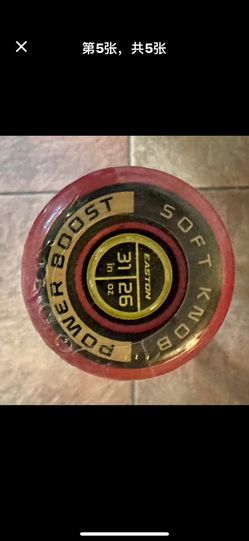 第5张，共5张
POWER BOOST
SOFT KNOB
EASTON
31 26
in oz